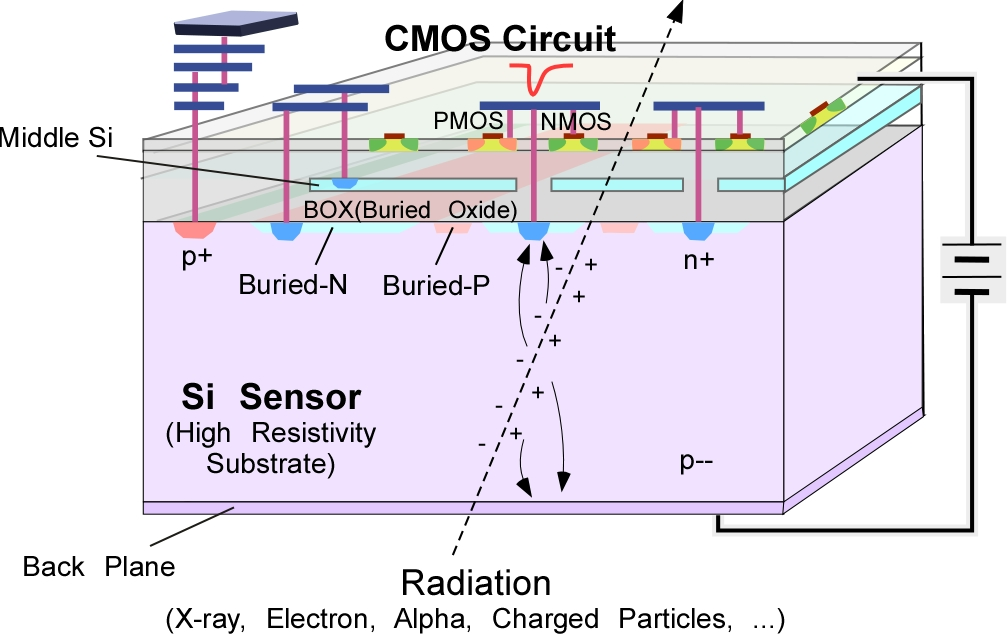 CMOS Circuit
PMOS
NMOS
Middle Si
BOX(Buried Oxide)
p+
n+
Buried-N
Buried-P
- +
+
-
+
-
+
-
+
-
Si Sensor
(High Resistivity
Substrate)
p--
Back Plane
Radiation
(X-ray, Electron, Alpha, Charged Particles, ...)